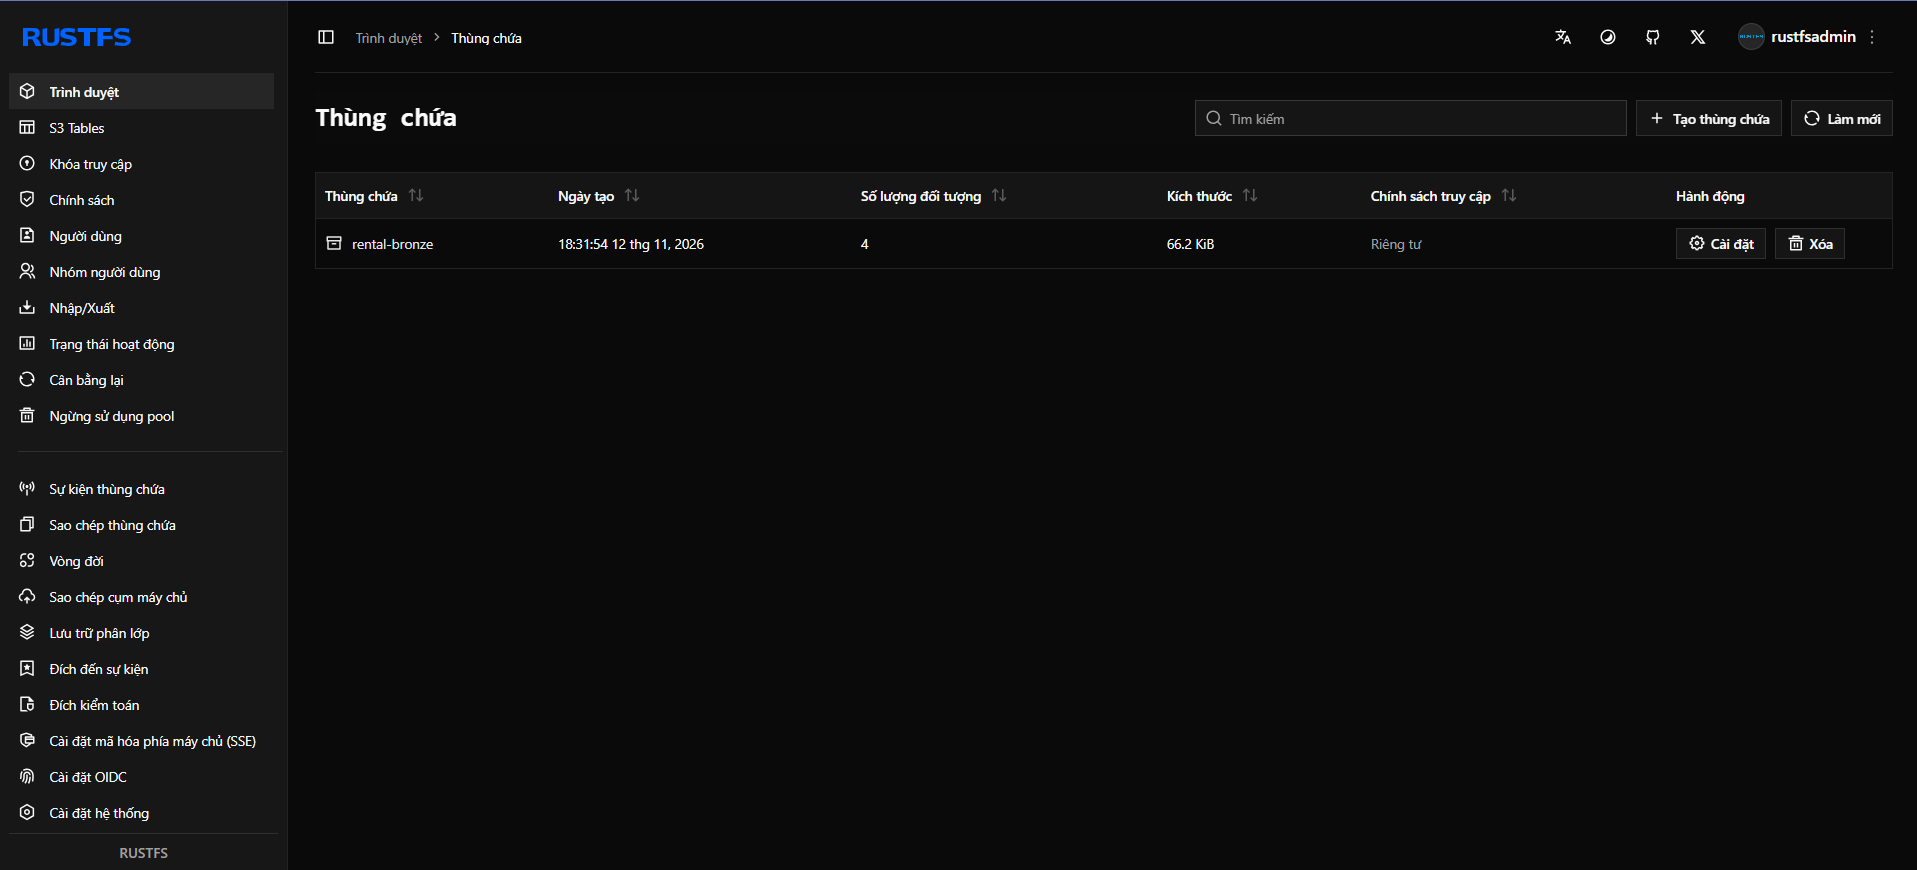 RUSTFS
Trình duyệt
S3 Tables
Khóa truy cập
Chính sách
Người dùng
Nhóm người dùng
Nhập/Xuất
Trạng thái hoạt động
Cân bằng lại
Ngừng sử dụng pool
Sự kiện thùng chứa
Sao chép thùng chứa
Vòng đời
Sao chép cụm máy chủ
Lưu trữ phân lớp
Đích đến sự kiện
Đích kiểm toán
Cài đặt mã hóa phía máy chủ (SSE)
Cài đặt OIDC
Cài đặt hệ thống
RUSTFS
Trình duyệt > Thùng chứa
RUSTFS rustfsadmin
Thùng chứa
Tìm kiếm
Tạo thùng chứa
Làm mới
Thùng chứa Ngày tạo Số lượng đối tượng Kích thước Chính sách truy cập Hành động
rental-bronze 18:31:54 12 thg 11, 2026 4 66.2 KiB Riêng tư Cài đặt Xóa